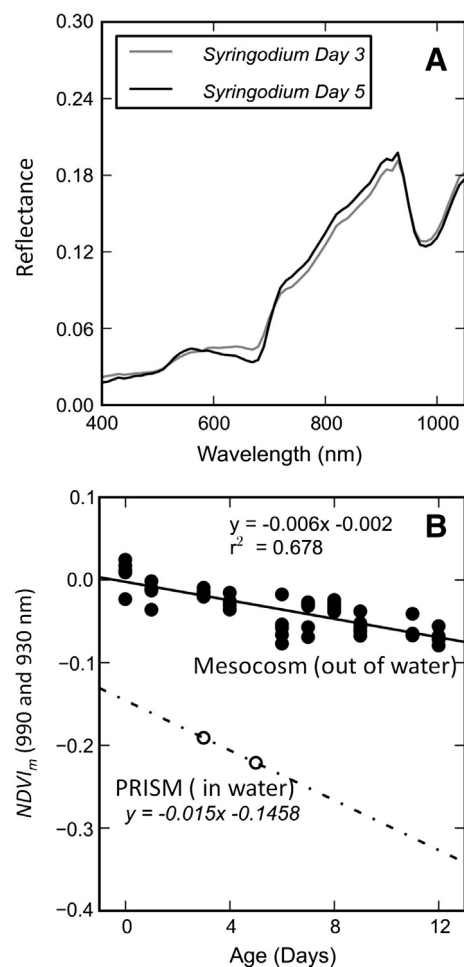 0.30
Syringodium Day 3
A
Syringodium Day 5
0.24
0.18
0.12
0.06
0.00
Reflectance
400 600 800 1000
Wavelength (nm)
0.1
y = -0.006x -0.002
B
r² = 0.678
0.0
Mesocosm (out of water)
−0.1
−0.2
PRISM ( in water)
y = -0.015x -0.1458
−0.3
−0.4
NDVIₘ (990 and 930 nm)
0 4 8 12
Age (Days)